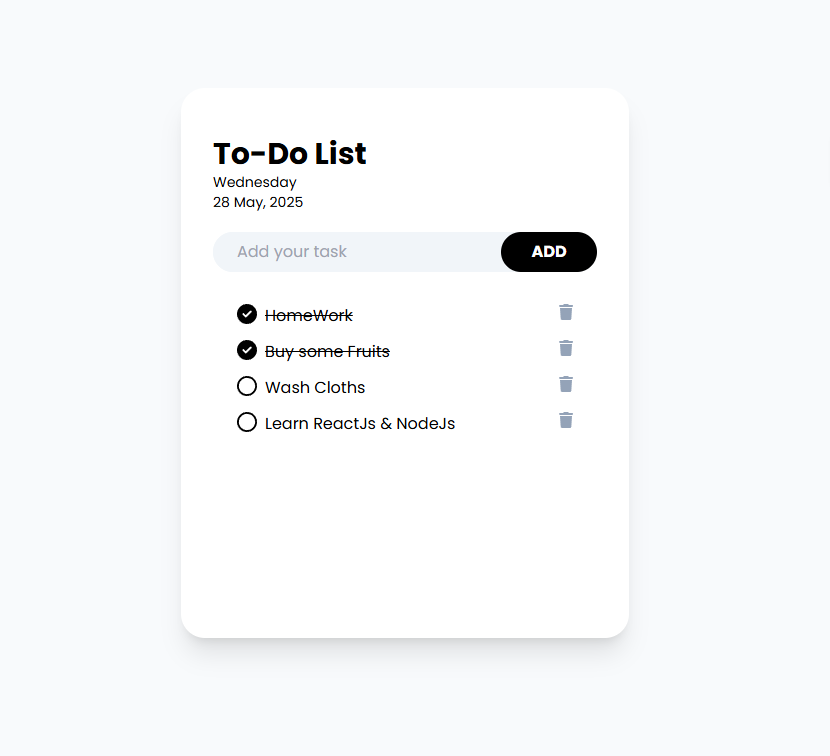 To-Do List
Wednesday
28 May, 2025
Add your task
ADD
HomeWork
Buy some Fruits
Wash Cloths
Learn ReactJs & NodeJs